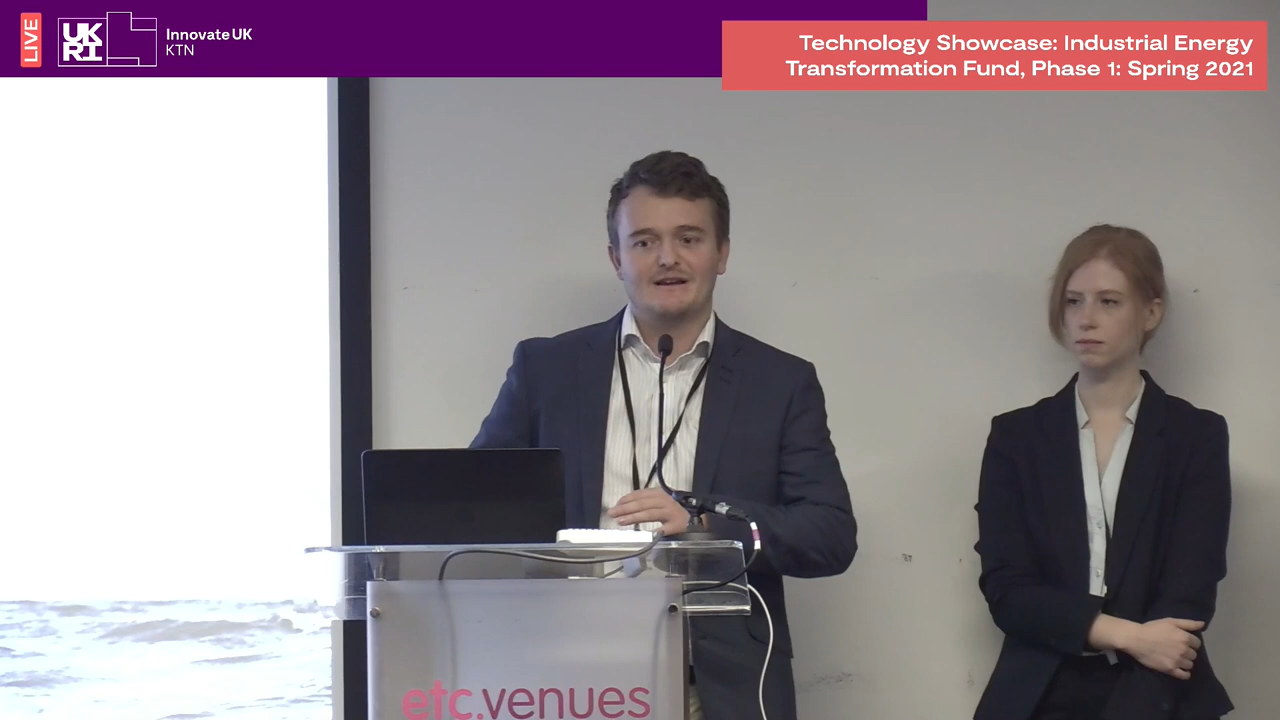 LIVE
UK
RI
Innovate UK
KTN
Technology Showcase: Industrial Energy
Transformation Fund, Phase 1: Spring 2021
etc.venues